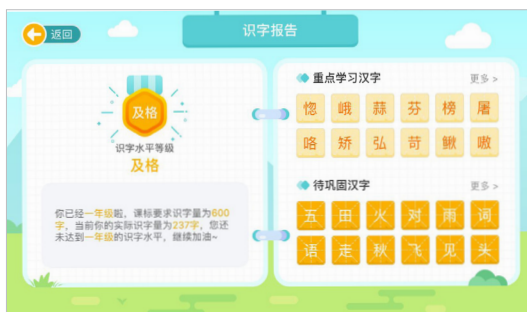 返回
识字报告
及格
识字水平等级
及格
你已经一年级啦，课标要求识字量为600
字，当前你的实际识字量为237字，您还
未达到一年级的识字水平，继续加油~
重点学习汉字
更多 >
惚 峨 蒜 芬 榜 屠
咯 矫 弘 苛 鳅 嗷
待巩固汉字
更多 >
五 田 火 对 雨 词
语 走 秋 飞 见 头